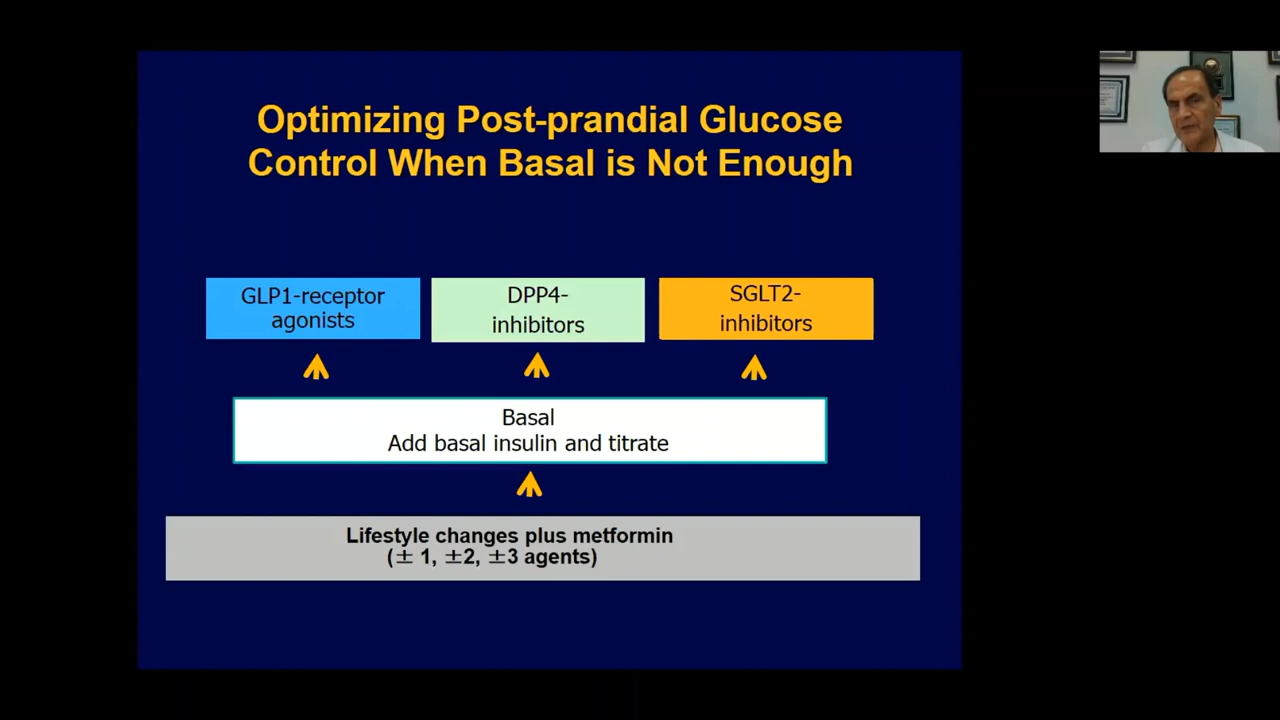 Optimizing Post-prandial Glucose
Control When Basal is Not Enough
GLP1-receptor
agonists
DPP4-
inhibitors
SGLT2-
inhibitors
Basal
Add basal insulin and titrate
Lifestyle changes plus metformin
(± 1, ±2, ±3 agents)